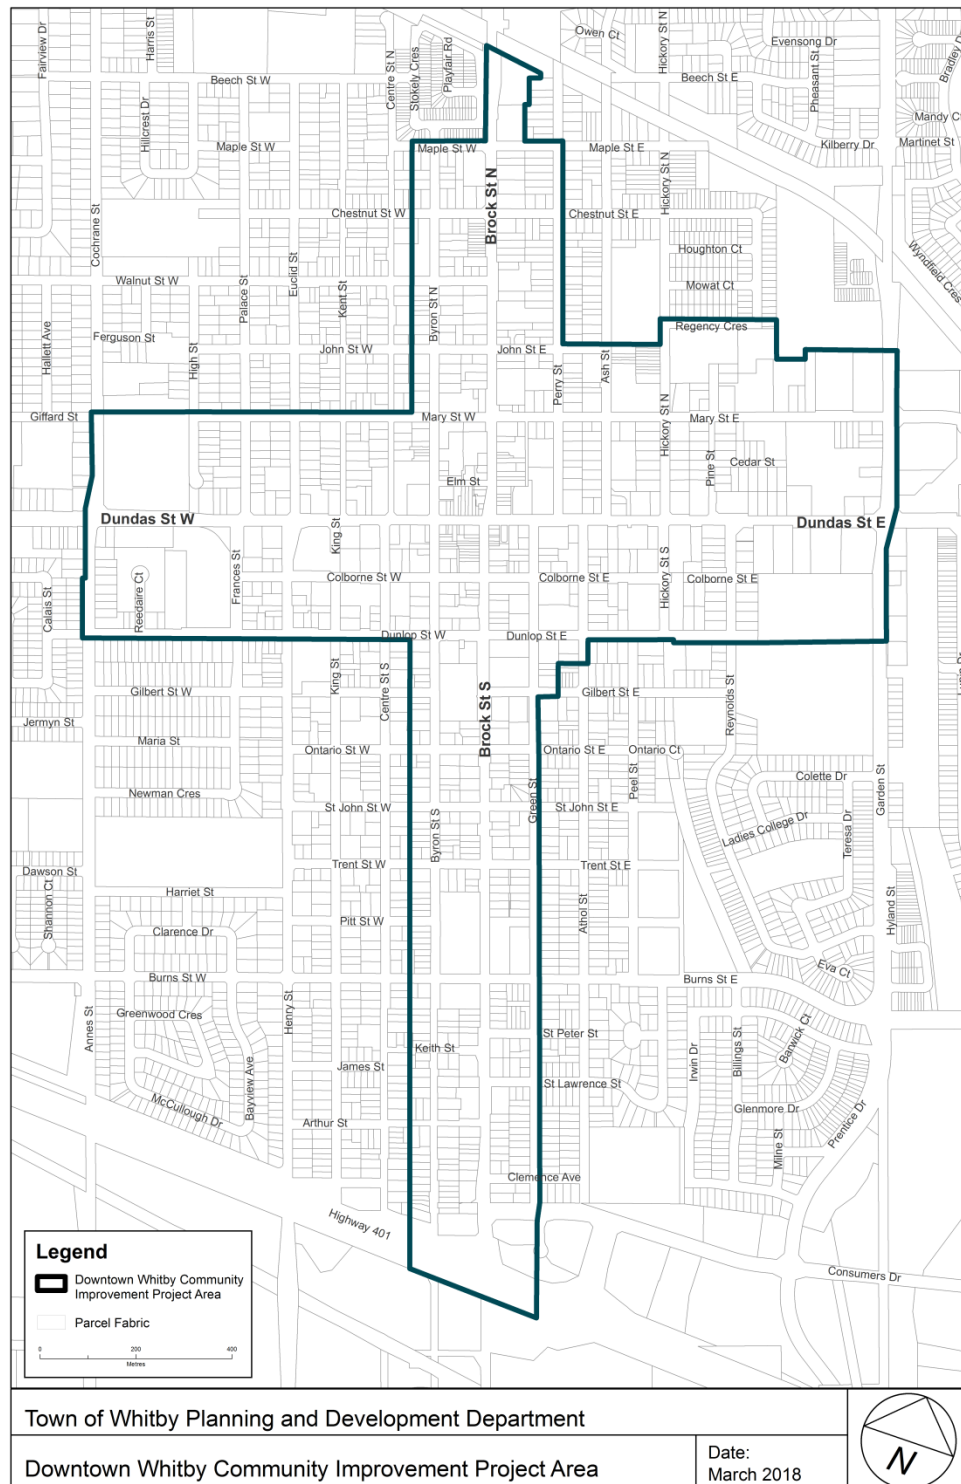 Fairview Dr
Harris St
Centre St N
Stokely Cres
Playfair Rd
Owen Ct
Hickory St N
Evensong Dr
Bradley D
Beech St W
Beech St E
Pheasant St
Mandy Ct
Hillcrest Dr
Maple St W
Maple St W
Maple St E
Kilberry Dr
Martinet St
Cochrane St
Chestnut St W
Brock St N
Chestnut St E
Hickory St N
Houghton Ct
Wyndfield Cres
Walnut St W
Palace St
Euclid St
Kent St
Byron St N
Mowat Ct
Regency Cres
Hallett Ave
Ferguson St
High St
John St W
John St E
Perry St
Ash St
Giffard St
Mary St W
Hickory St N
Mary St E
Pine St
Cedar St
Elm St
Dundas St W
King St
Dundas St E
Calais St
Reedaire Ct
Frances St
Colborne St W
Colborne St E
Hickory St S
Colborne St E
Dunlop St W
Dunlop St E
Gilbert St W
King St
Centre St S
Brock St S
Gilbert St E
Reynolds St
Jermyn St
Maria St
Ontario St W
Ontario St E
Ontario Ct
Newman Cres
St John St W
Byron St S
Green St
St John St E
Peel St
Colette Dr
Garden St
Ladies College Dr
Teresa Dr
Dawson St
Shannon Ct
Harriet St
Trent St W
Trent St E
Athol St
Hyland St
Clarence Dr
Pitt St W
Eva Ct
Burns St W
Burns St E
Annes St
Greenwood Cres
Henry St
Keith St
St Peter St
Irwin Dr
Billings St
Barwick Ct
Bayview Ave
James St
St Lawrence St
McCullough Dr
Arthur St
Glenmore Dr
Milne St
Prentice Dr
Clemence Ave
Highway 401
Consumers Dr
Legend
Downtown Whitby Community
Improvement Project Area
Parcel Fabric
0 200 400
Metres
Town of Whitby Planning and Development Department
Downtown Whitby Community Improvement Project Area
Date:
March 2018
N